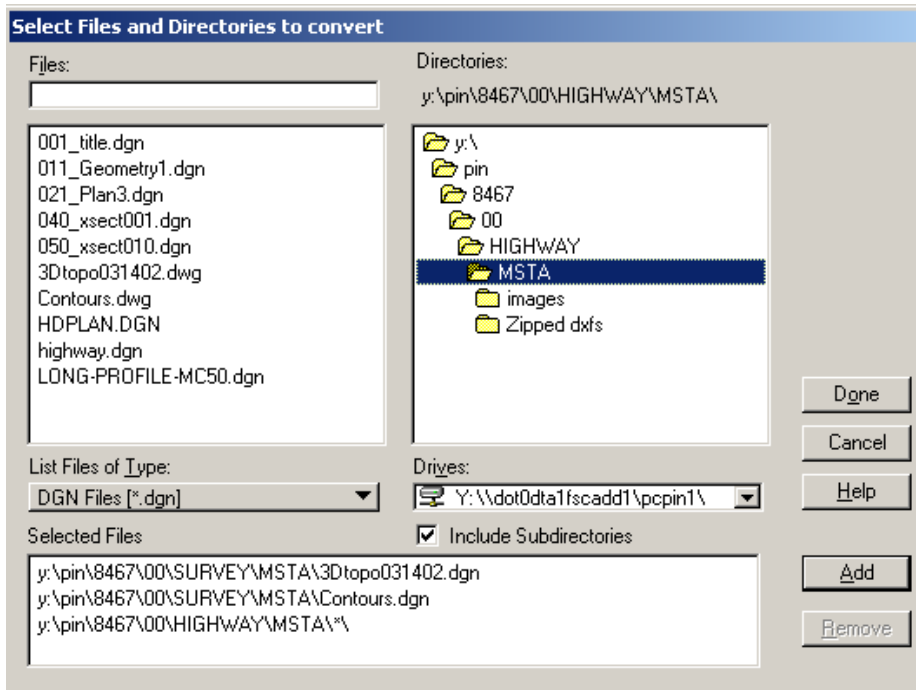 Select Files and Directories to convert
Files:
Directories:
y:\pin\8467\00\HIGHWAY\MSTA\
001_title.dgn
011_Geometry1.dgn
021_Plan3.dgn
040_xsect001.dgn
050_xsect010.dgn
3Dtopo031402.dwg
Contours.dwg
HDPLAN.DGN
highway.dgn
LONG-PROFILE-MC50.dgn
y:\
pin
8467
00
HIGHWAY
MSTA
images
Zipped dxfs
Done
Cancel
Help
List Files of Type:
DGN Files [*.dgn]
Drives:
Y: \\dot0dta1fscadd1\pcpin1\
Include Subdirectories
Selected Files
y:\pin\8467\00\SURVEY\MSTA\3Dtopo031402.dgn
y:\pin\8467\00\SURVEY\MSTA\Contours.dgn
y:\pin\8467\00\HIGHWAY\MSTA\*\
Add
Remove